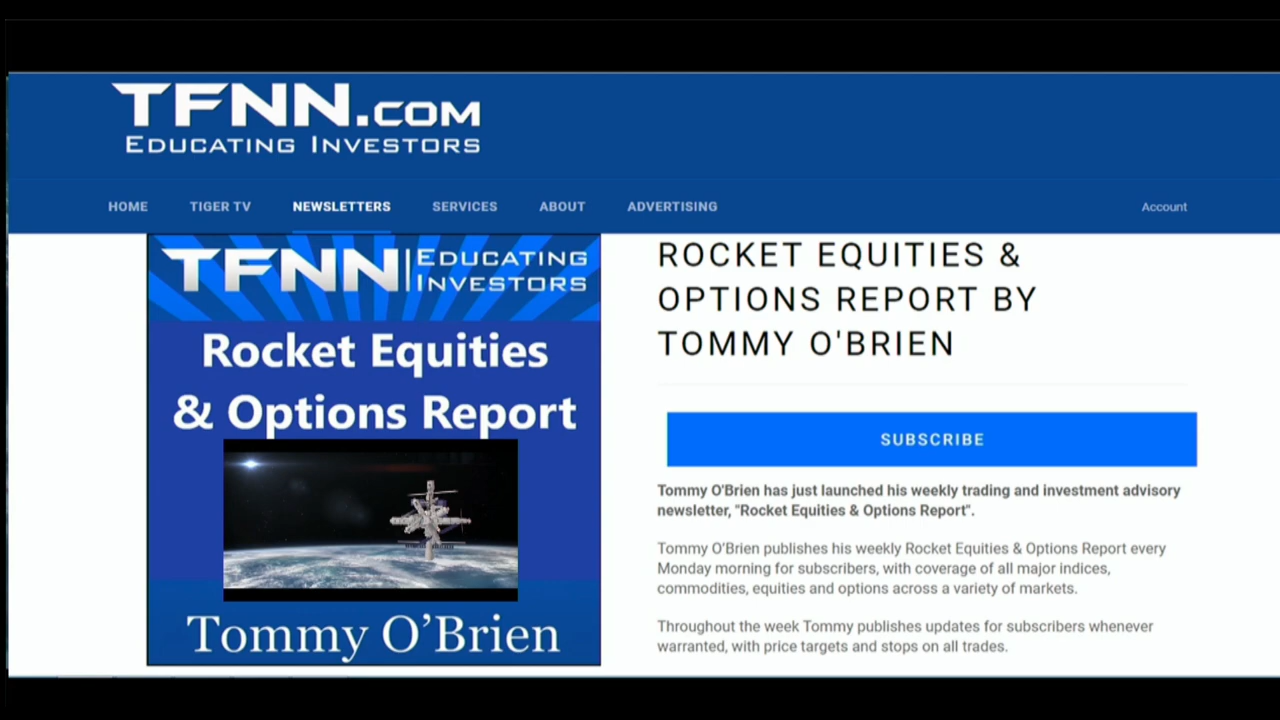 TFNN.COM
EDUCATING INVESTORS
HOME TIGER TV NEWSLETTERS SERVICES ABOUT ADVERTISING Account
TFNN EDUCATING
INVESTORS
Rocket Equities
& Options Report
Tommy O’Brien
ROCKET EQUITIES &
OPTIONS REPORT BY
TOMMY O'BRIEN
SUBSCRIBE
Tommy O'Brien has just launched his weekly trading and investment advisory
newsletter, "Rocket Equities & Options Report".
Tommy O’Brien publishes his weekly Rocket Equities & Options Report every
Monday morning for subscribers, with coverage of all major indices,
commodities, equities and options across a variety of markets.
Throughout the week Tommy publishes updates for subscribers whenever
warranted, with price targets and stops on all trades.